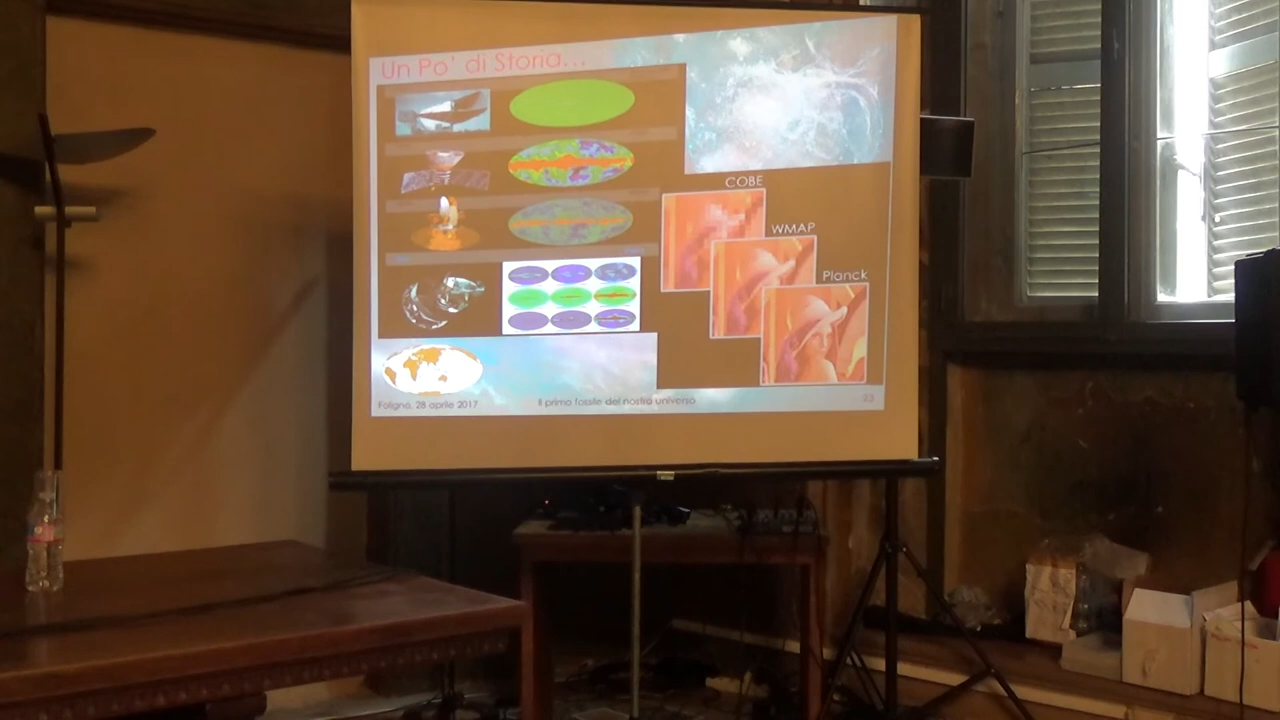 Un Po' di Storia...
COBE
WMAP
Planck
Foligno, 28 aprile 2017
Il primo fossile del nostro universo
23